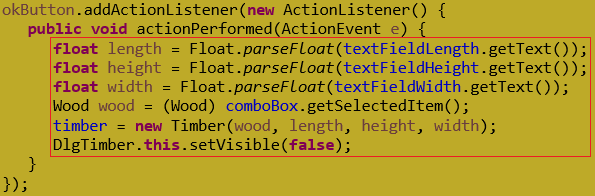 okButton.addActionListener(new ActionListener() {
public void actionPerformed(ActionEvent e) {
float length = Float.parseFloat(textFieldLength.getText());
float height = Float.parseFloat(textFieldHeight.getText());
float width = Float.parseFloat(textFieldWidth.getText());
Wood wood = (Wood) comboBox.getSelectedItem();
timber = new Timber(wood, length, height, width);
DlgTimber.this.setVisible(false);
}
});